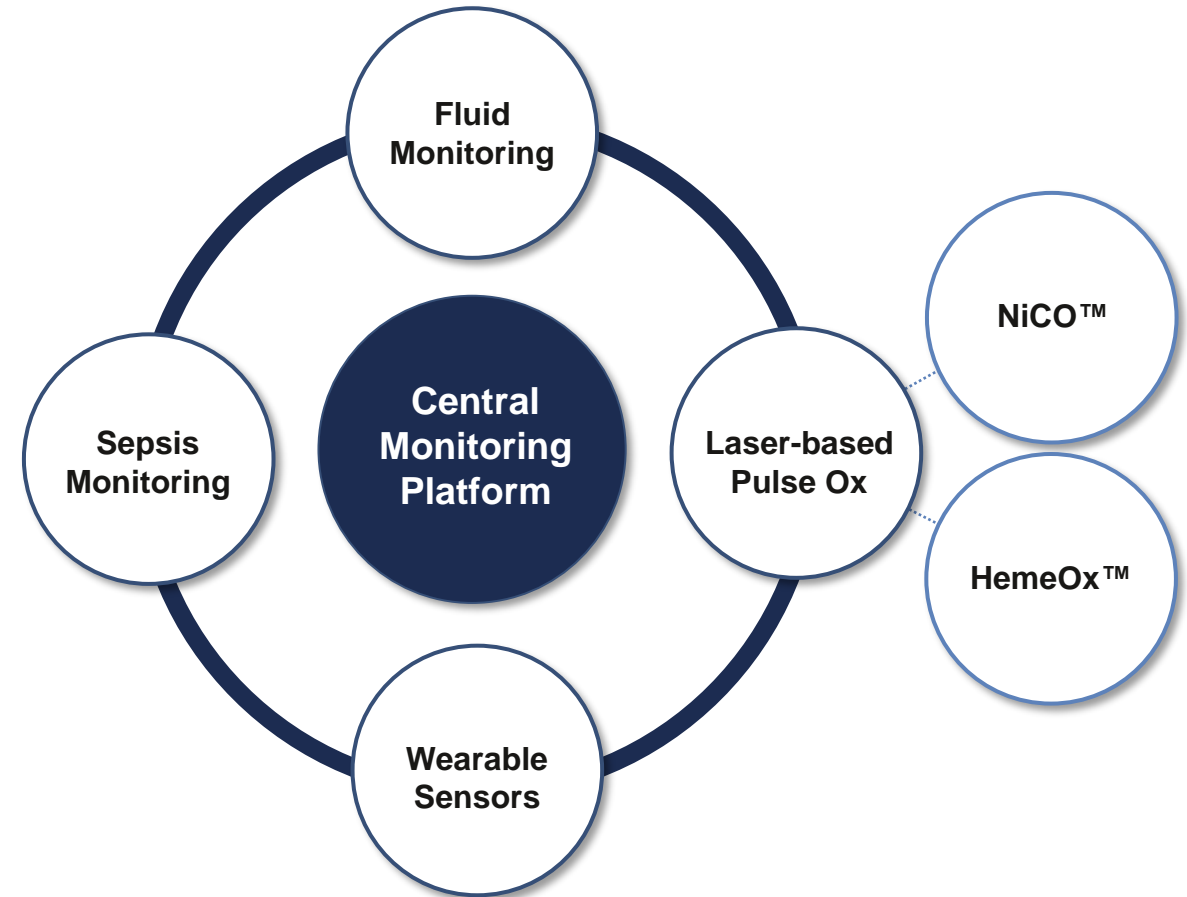 Fluid
Monitoring
NiCO™
Central
Monitoring
Platform
Sepsis
Monitoring
Laser-based
Pulse Ox
HemeOx™
Wearable
Sensors